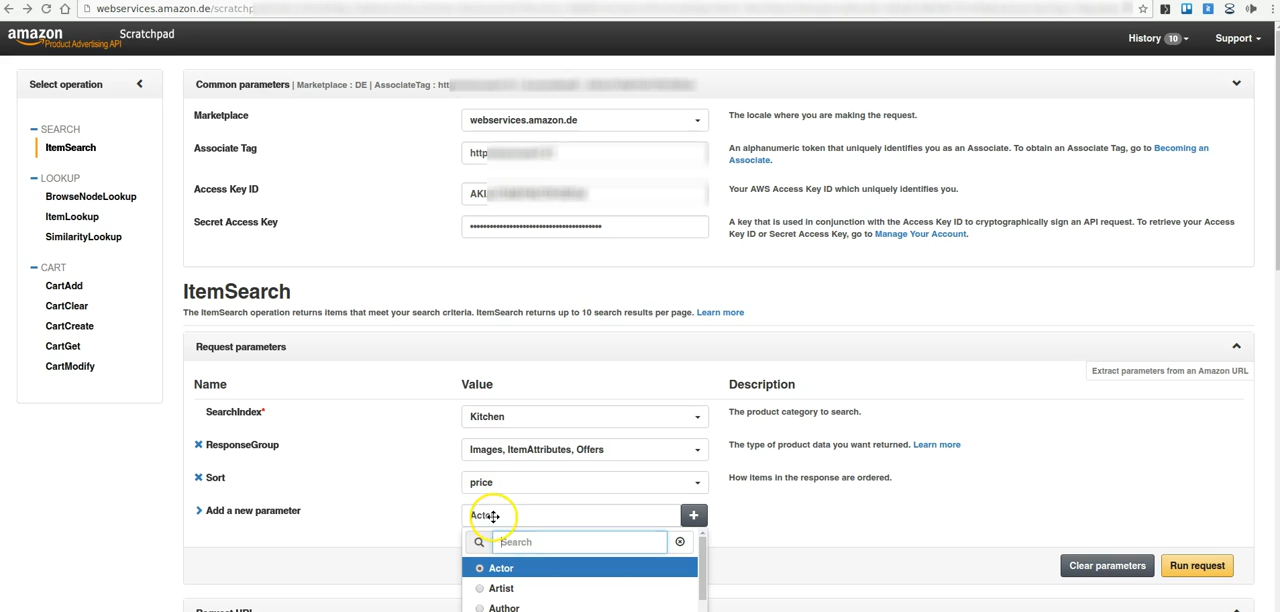 webservices.amazon.de/scratchp
amazon Scratchpad
Product Advertising API
History 10
Support
Select operation
SEARCH
ItemSearch
LOOKUP
BrowseNodeLookup
ItemLookup
SimilarityLookup
CART
CartAdd
CartClear
CartCreate
CartGet
CartModify
Common parameters | Marketplace : DE | AssociateTag : htt
Marketplace webservices.amazon.de The locale where you are making the request.
Associate Tag http An alphanumeric token that uniquely identifies you as an Associate. To obtain an Associate Tag, go to Becoming an
Associate.
Access Key ID AKI Your AWS Access Key ID which uniquely identifies you.
Secret Access Key A key that is used in conjunction with the Access Key ID to cryptographically sign an API request. To retrieve your Access
Key ID or Secret Access Key, go to Manage Your Account.
ItemSearch
The ItemSearch operation returns items that meet your search criteria. ItemSearch returns up to 10 search results per page. Learn more
Request parameters
Extract parameters from an Amazon URL
Name Value Description
SearchIndex* Kitchen The product category to search.
ResponseGroup Images, ItemAttributes, Offers The type of product data you want returned. Learn more
Sort price How items in the response are ordered.
Add a new parameter Actor +
Search
Actor
Artist
Author
Clear parameters Run request
Request URL